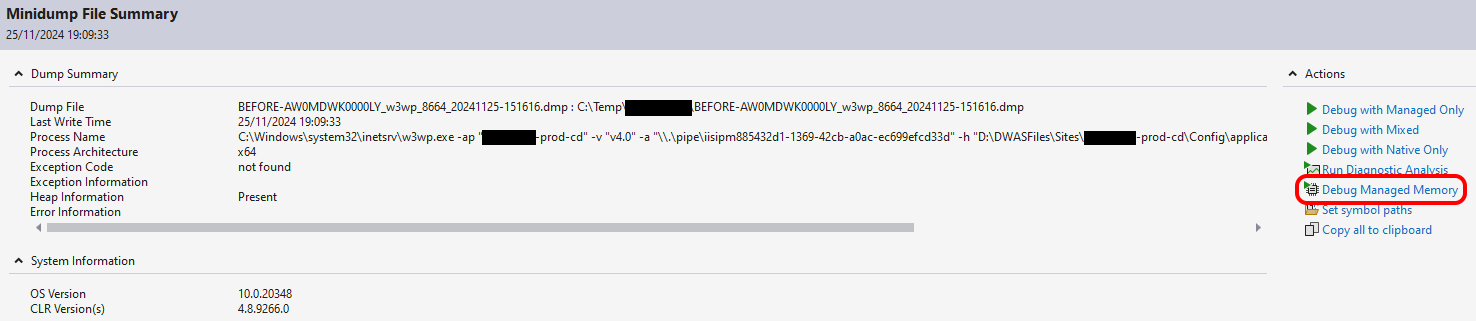 Minidump File Summary
25/11/2024 19:09:33
Dump Summary
Dump File BEFORE-AW0MDWK0000LY_w3wp_8664_20241125-151616.dmp : C:\Temp\ ,BEFORE-AW0MDWK0000LY_w3wp_8664_20241125-151616.dmp
Last Write Time 25/11/2024 19:09:33
Process Name C:\Windows\system32\inetsrv\w3wp.exe -ap " -prod-cd" -v "v4.0" -a "\\.\pipe\iisipm885432d1-1369-42cb-a0ac-ec699efcd33d" -h "D:\DWASFiles\Sites\ -prod-cd\Config\applica
Process Architecture x64
Exception Code not found
Exception Information
Heap Information Present
Error Information
System Information
OS Version 10.0.20348
CLR Version(s) 4.8.9266.0
Actions
Debug with Managed Only
Debug with Mixed
Debug with Native Only
Run Diagnostic Analysis
Debug Managed Memory
Set symbol paths
Copy all to clipboard